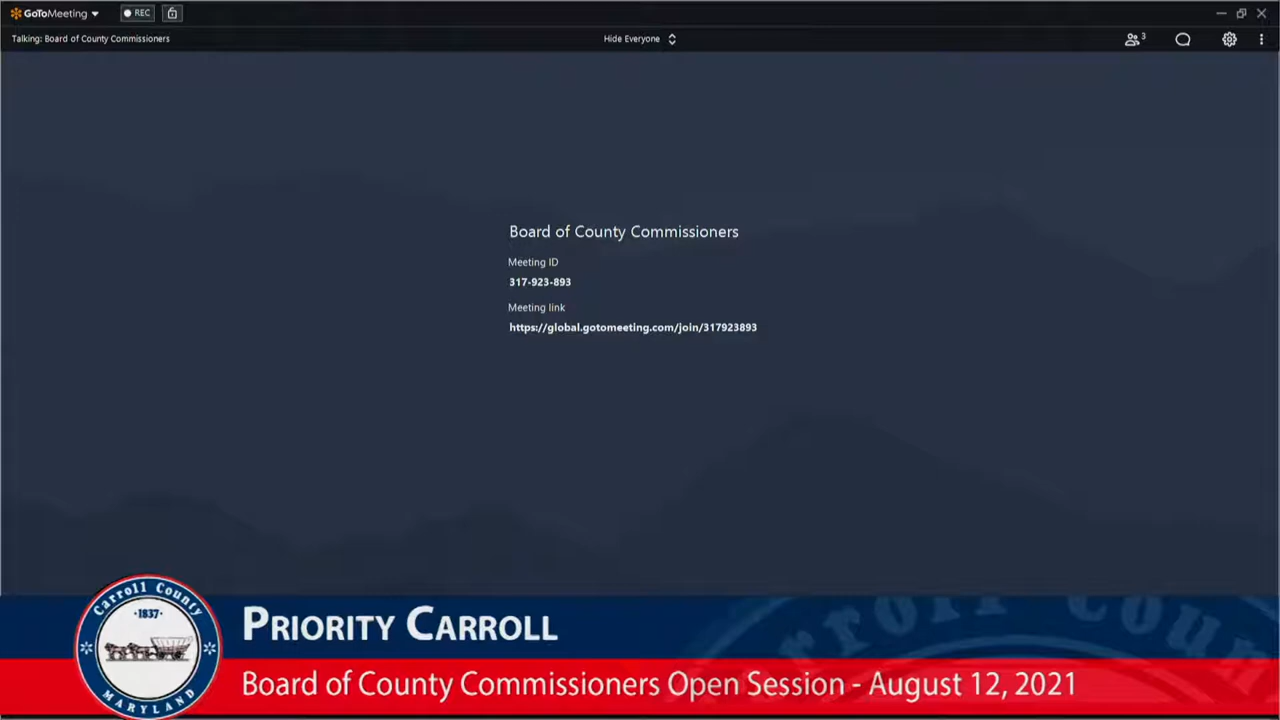 GoToMeeting
REC
Talking: Board of County Commissioners
Hide Everyone
3
Board of County Commissioners
Meeting ID
317-923-893
Meeting link
https://global.gotomeeting.com/join/317923893
Carroll County
·1837·
MARYLAND
PRIORITY CARROLL
Carroll Coun
Board of County Commissioners Open Session - August 12, 2021